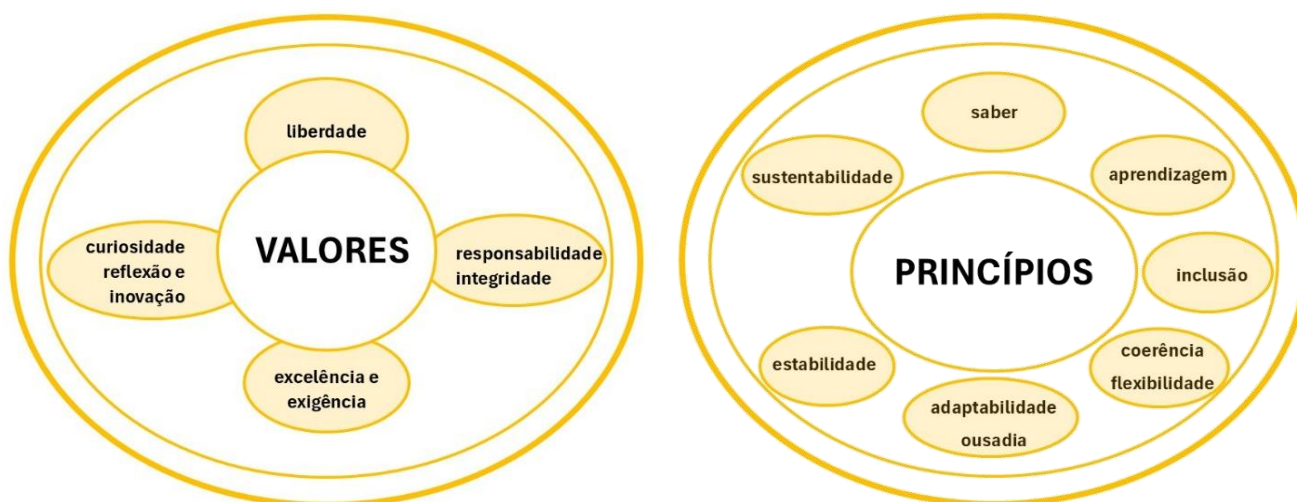 liberdade
VALORES
curiosidade
reflexão e
inovação
responsabilidade
integridade
excelência e
exigência
saber
sustentabilidade
aprendizagem
PRINCÍPIOS
inclusão
estabilidade
coerência
flexibilidade
adaptabilidade
ousadia